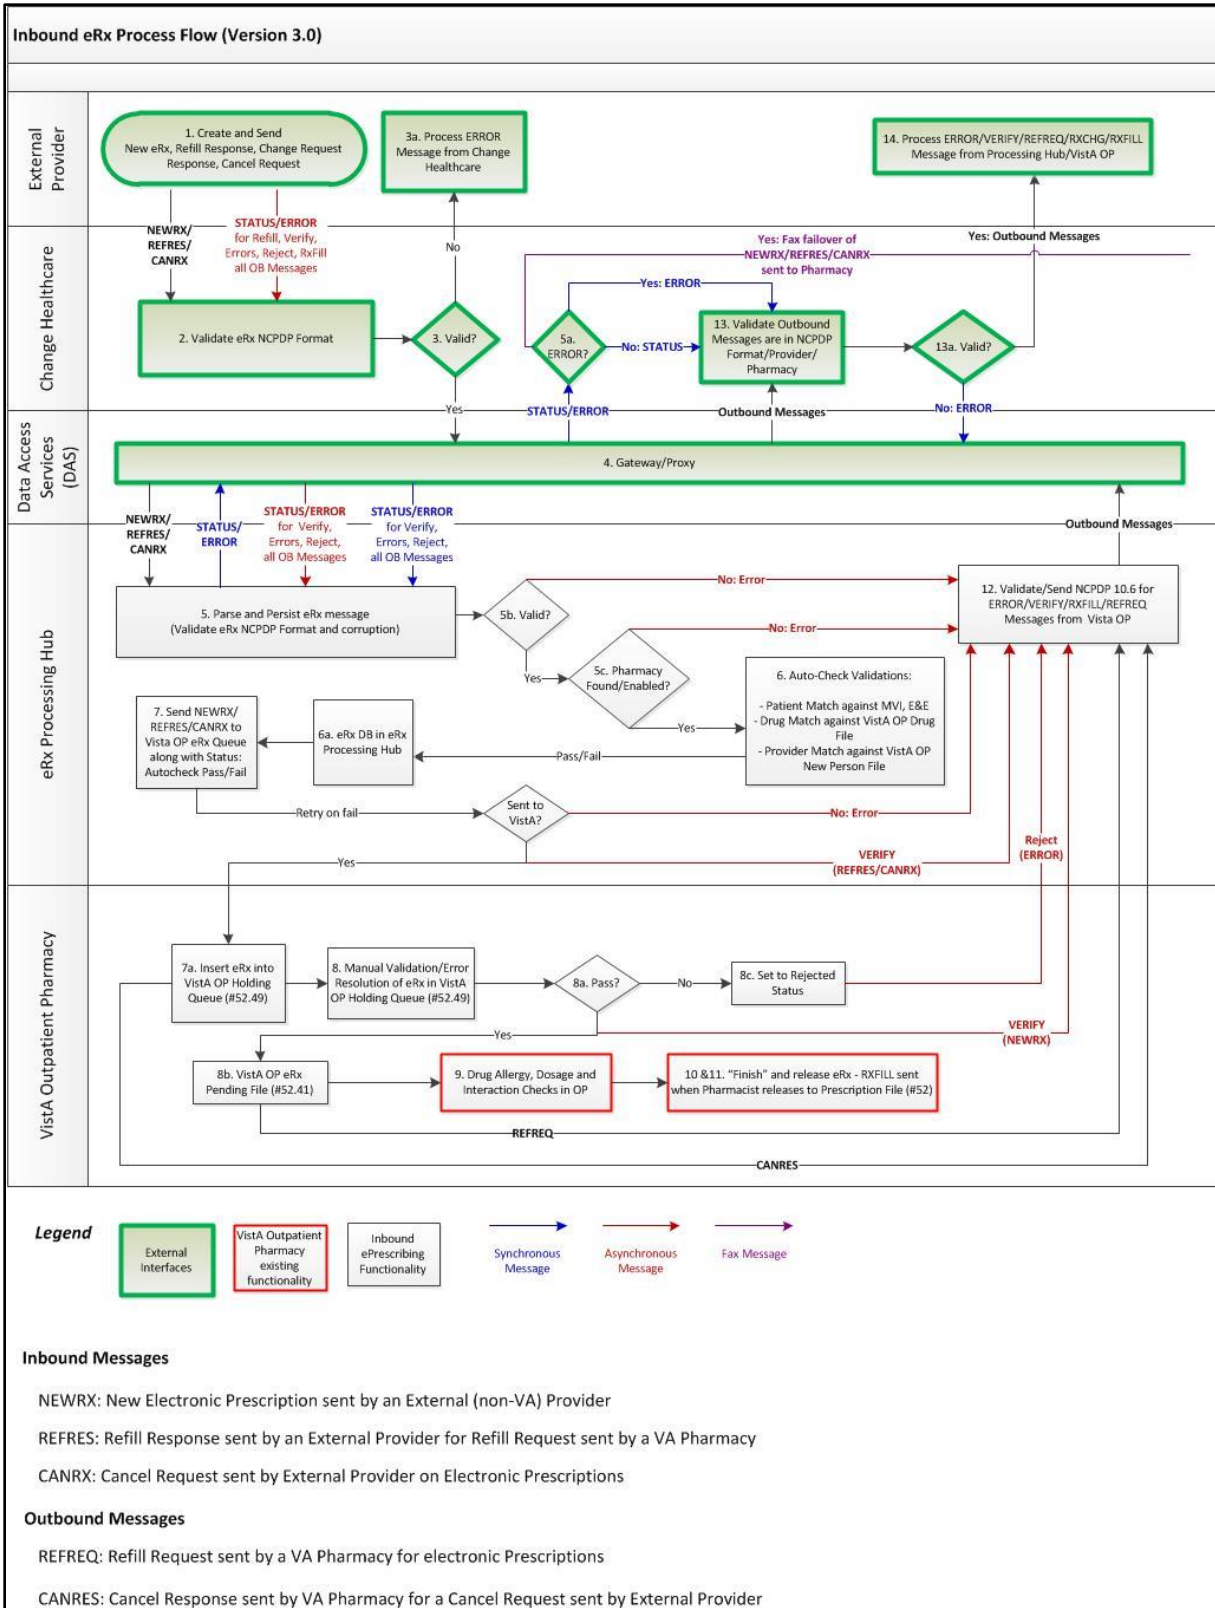 Inbound eRx Process Flow (Version 3.0)
External
Provider
1. Create and Send
New eRx, Refill Response, Change Request
Response, Cancel Request
3a. Process ERROR
Message from Change
Healthcare
14. Process ERROR/VERIFY/REFREQ/RXCHG/RXFILL
Message from Processing Hub/VistA OP
NEWRX/
REFRES/
CANRX
STATUS/ERROR
for Refill, Verify,
Errors, Reject, RxFill
all OB Messages
No
Yes: Fax failover of
NEWRX/REFRES/CANRX
sent to Pharmacy
Yes: Outbound Messages
Change Healthcare
2. Validate eRx NCPDP Format
3. Valid?
5a.
ERROR?
Yes: ERROR
No: STATUS
13. Validate Outbound
Messages are in NCPDP
Format/Provider/
Pharmacy
13a. Valid?
Yes
STATUS/ERROR
Outbound Messages
No: ERROR
Data Access
Services
(DAS)
4. Gateway/Proxy
NEWRX/
REFRES/
CANRX
STATUS/
ERROR
STATUS/ERROR
for Verify,
Errors, Reject,
all OB Messages
STATUS/ERROR
for Verify,
Errors, Reject,
all OB Messages
Outbound Messages
eRx Processing Hub
5. Parse and Persist eRx message
(Validate eRx NCPDP Format and corruption)
5b. Valid?
No: Error
12. Validate/Send NCPDP 10.6 for
ERROR/VERIFY/RXFILL/REFREQ
Messages from Vista OP
Yes
5c. Pharmacy
Found/Enabled?
No: Error
Yes
6. Auto-Check Validations:
- Patient Match against MVI, E&E
- Drug Match against VistA OP Drug
File
- Provider Match against VistA OP
New Person File
Pass/Fail
6a. eRx DB in eRx
Processing Hub
7. Send NEWRX/
REFRES/CANRX to
Vista OP eRx Queue
along with Status:
Autocheck Pass/Fail
Retry on fail
Sent to
VistA?
No: Error
Yes
VERIFY
(REFRES/CANRX)
Reject
(ERROR)
VistA Outpatient Pharmacy
7a. Insert eRx into
VistA OP Holding
Queue (#52.49)
8. Manual Validation/Error
Resolution of eRx in VistA
OP Holding Queue (#52.49)
8a. Pass?
No
8c. Set to Rejected
Status
Yes
VERIFY
(NEWRX)
8b. VistA OP eRx
Pending File (#52.41)
9. Drug Allergy, Dosage and
Interaction Checks in OP
10 &11. "Finish" and release eRx - RXFILL sent
when Pharmacist releases to Prescription File (#52)
REFREQ
CANRES
Legend
External
Interfaces
VistA Outpatient
Pharmacy
existing
functionality
Inbound
ePrescribing
Functionality
Synchronous
Message
Asynchronous
Message
Fax Message
Inbound Messages
NEWRX: New Electronic Prescription sent by an External (non-VA) Provider
REFRES: Refill Response sent by an External Provider for Refill Request sent by a VA Pharmacy
CANRX: Cancel Request sent by External Provider on Electronic Prescriptions
Outbound Messages
REFREQ: Refill Request sent by a VA Pharmacy for electronic Prescriptions
CANRES: Cancel Response sent by VA Pharmacy for a Cancel Request sent by External Provider